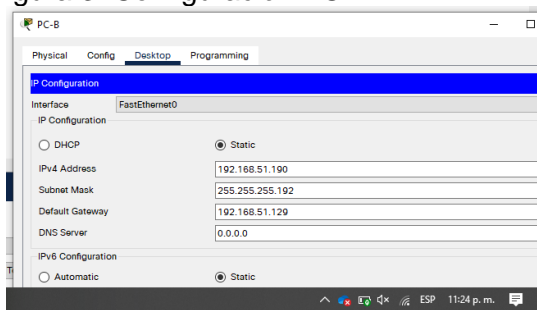 PC-B
Physical Config Desktop Programming
IP Configuration
Interface FastEthernet0
IP Configuration
DHCP Static
IPv4 Address 192.168.51.190
Subnet Mask 255.255.255.192
Default Gateway 192.168.51.129
DNS Server 0.0.0.0
IPv6 Configuration
Automatic Static
ESP 11:24 p. m.